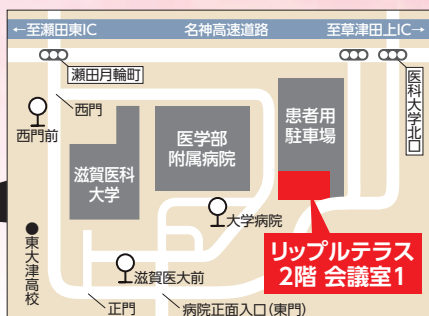 ←至瀬田東IC 名神高速道路 至草津田上IC→
瀬田月輪町
医科大学北口
西門
西門前
滋賀医科
大学
医学部
附属病院
患者用
駐車場
大学病院
リップルテラス
2階 会議室1
●東大津高校
滋賀医大前
正門
病院正面入口(東門)